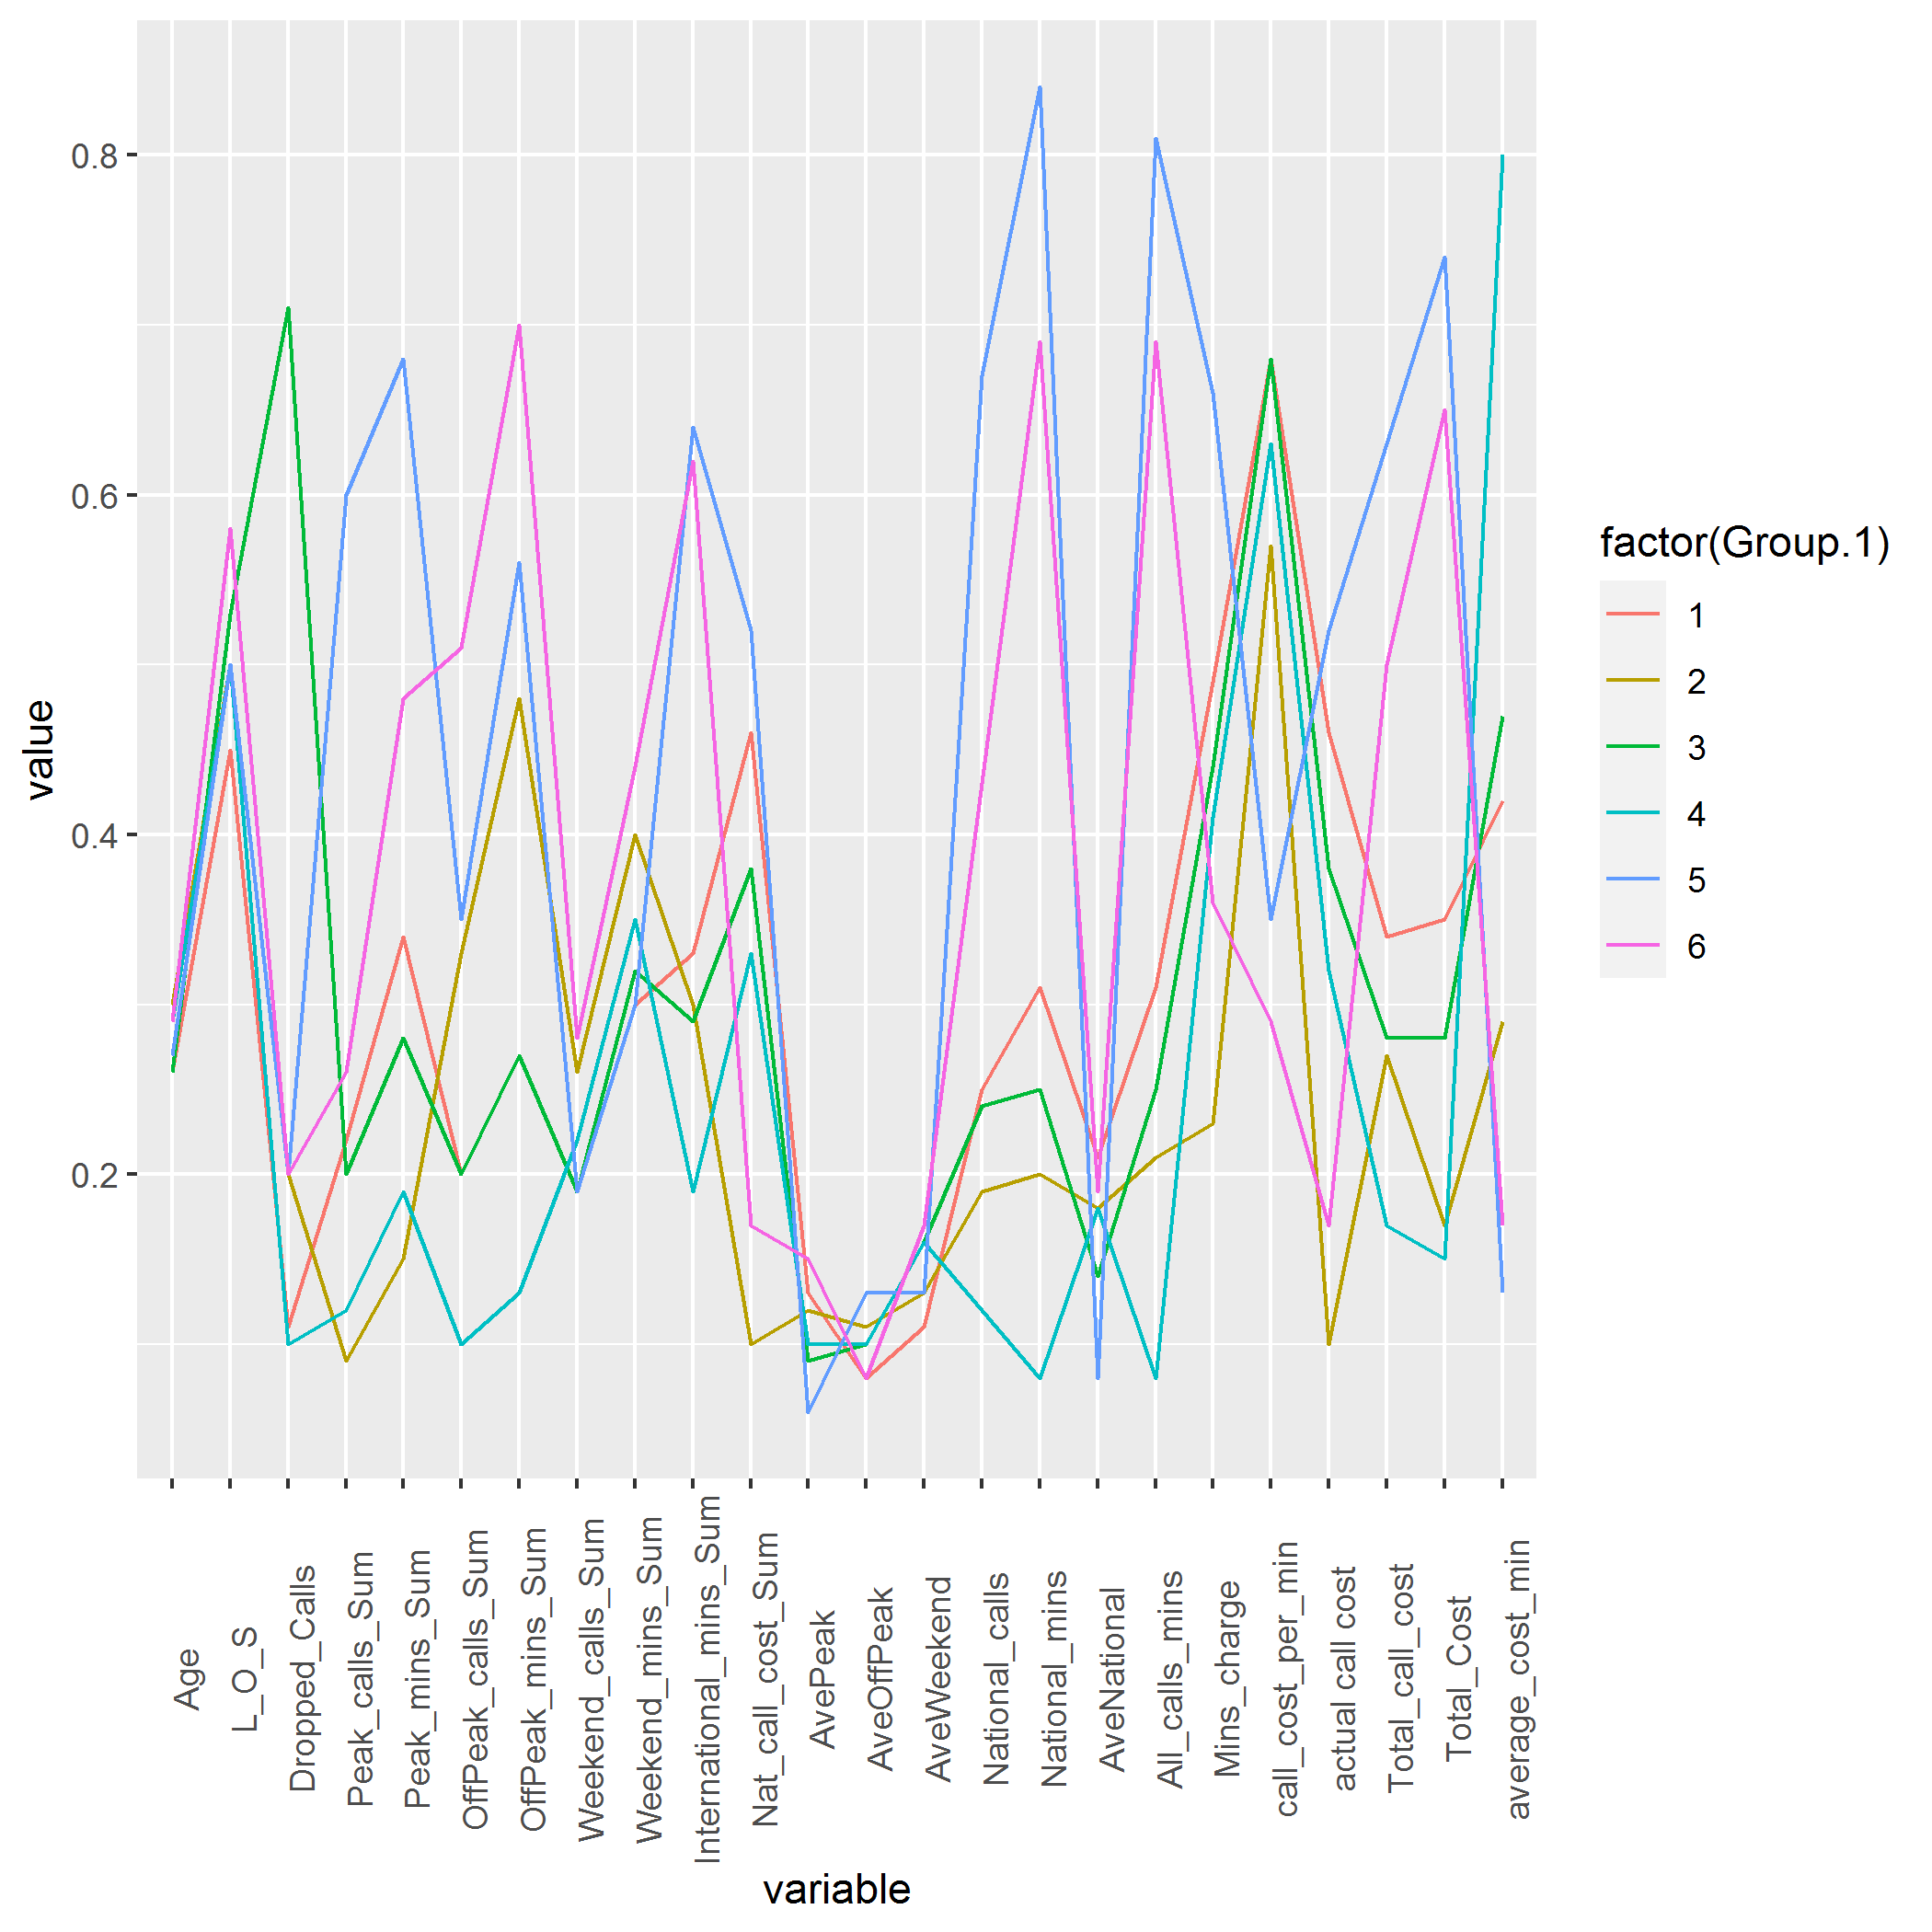 0.8
0.6
0.4
0.2
value
Age
L_O_S
Dropped_Calls
Peak_calls_Sum
Peak_mins_Sum
OffPeak_calls_Sum
OffPeak_mins_Sum
Weekend_calls_Sum
Weekend_mins_Sum
International_mins_Sum
Nat_call_cost_Sum
AvePeak
AveOffPeak
AveWeekend
National_calls
National_mins
AveNational
All_calls_mins
Mins_charge
call_cost_per_min
actual call cost
Total_call_cost
Total_Cost
average_cost_min
variable
factor(Group.1)
1
2
3
4
5
6